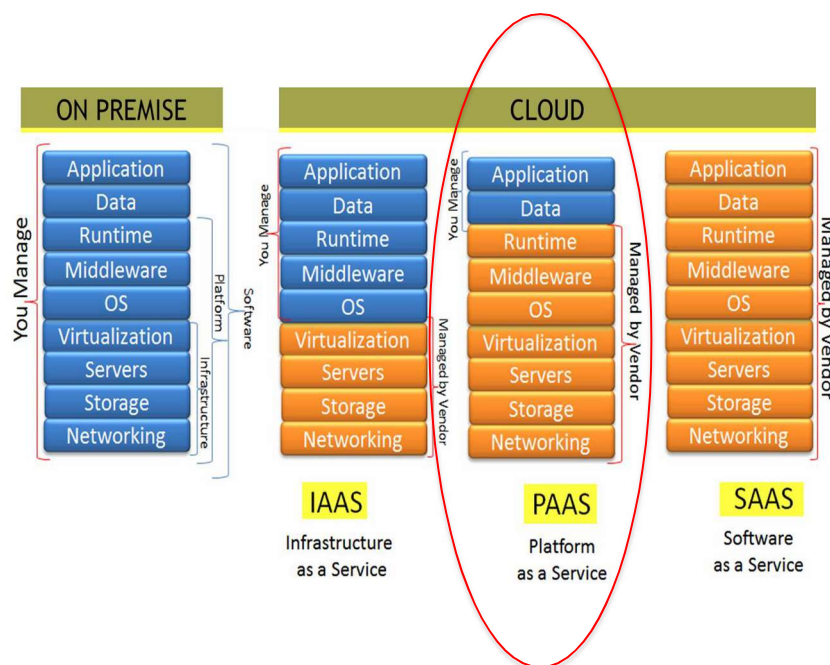 ON PREMISE
CLOUD
You Manage
Application
Data
Runtime
Middleware
OS
Virtualization
Servers
Storage
Networking
Infrastructure
Platform
Software
You Manage
Application
Data
Runtime
Middleware
OS
Virtualization
Servers
Storage
Networking
Managed by Vendor
IAAS
Infrastructure
as a Service
You Manage
Application
Data
Runtime
Middleware
OS
Virtualization
Servers
Storage
Networking
Managed by Vendor
PAAS
Platform
as a Service
Application
Data
Runtime
Middleware
OS
Virtualization
Servers
Storage
Networking
Managed by Vendor
SAAS
Software
as a Service